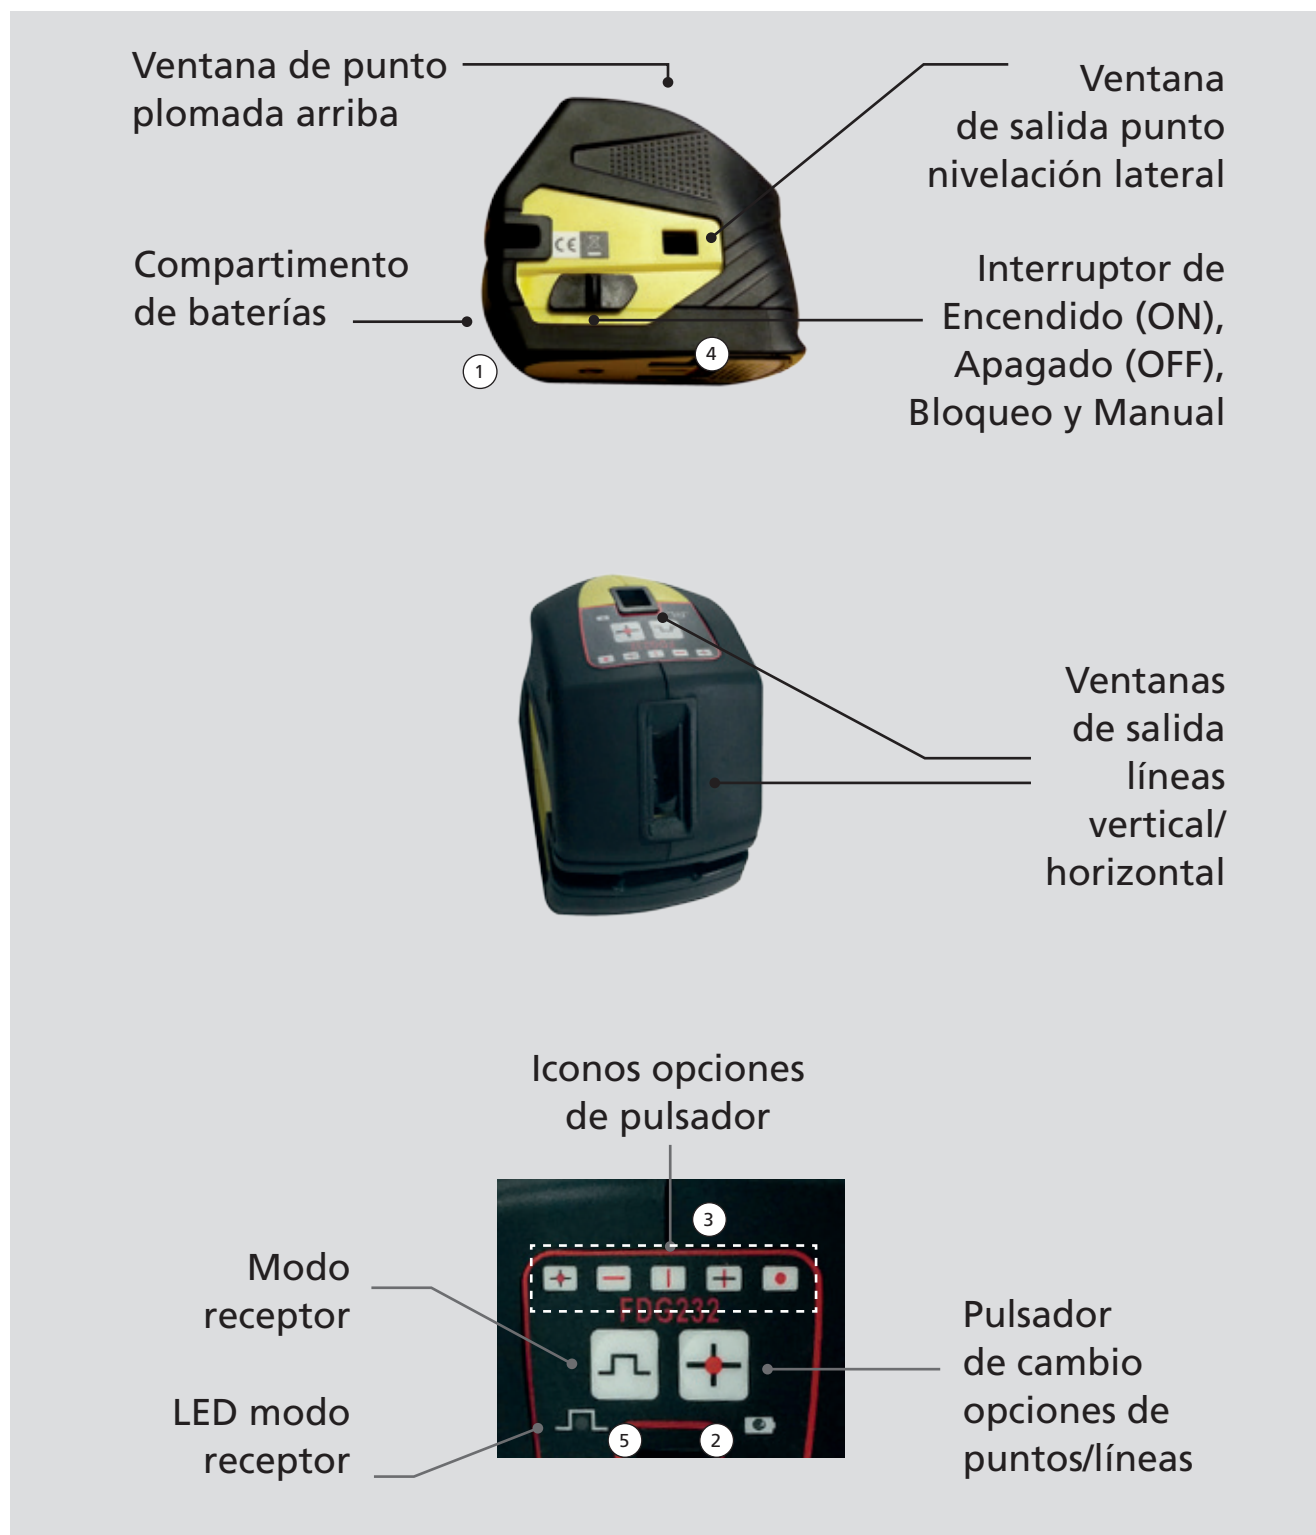 Ventana de punto
plomada arriba
Ventana
de salida punto
nivelación lateral
Compartimento
de baterías
Interruptor de
Encendido (ON),
Apagado (OFF),
Bloqueo y Manual
CE
1
4
Ventanas
de salida
líneas
vertical/
horizontal
Iconos opciones
de pulsador
3
FDG232
Modo
receptor
LED modo
receptor
5
2
Pulsador
de cambio
opciones de
puntos/líneas